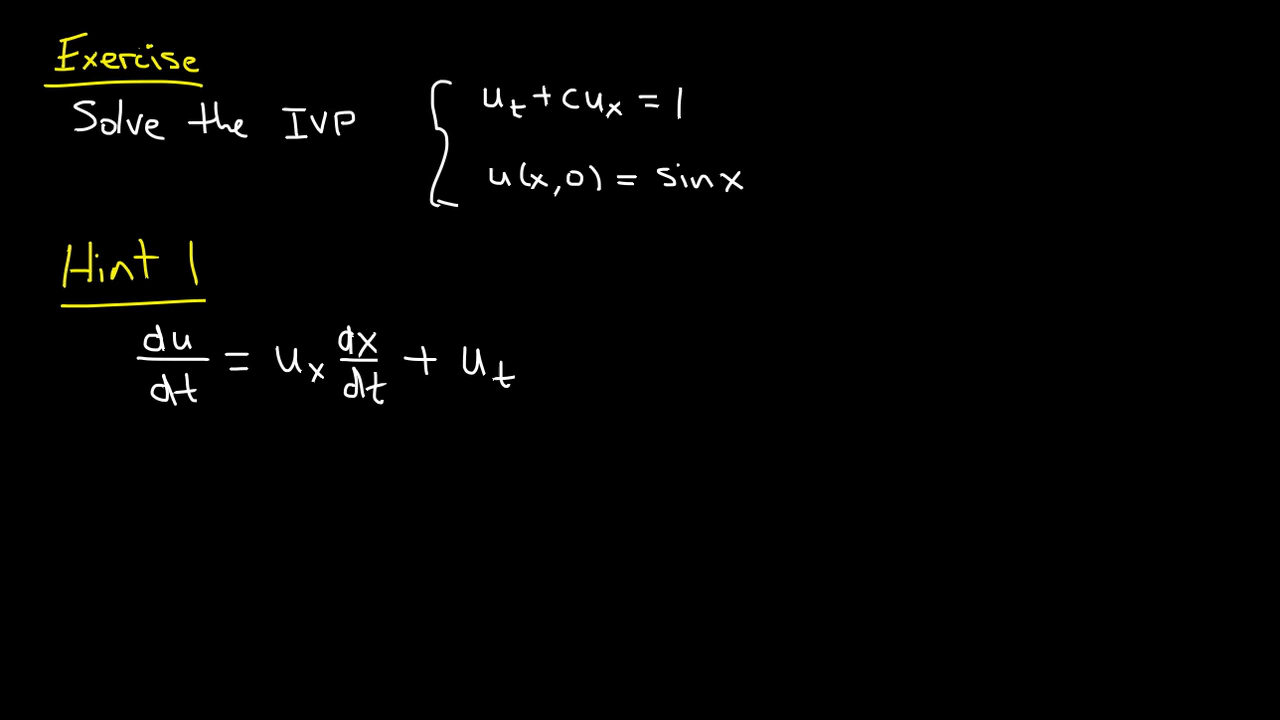 Exercise
Solve the IVP { u_t + cu_x = 1
u(x,0) = sin x
Hint 1
du/dt = u_x dx/dt + u_t